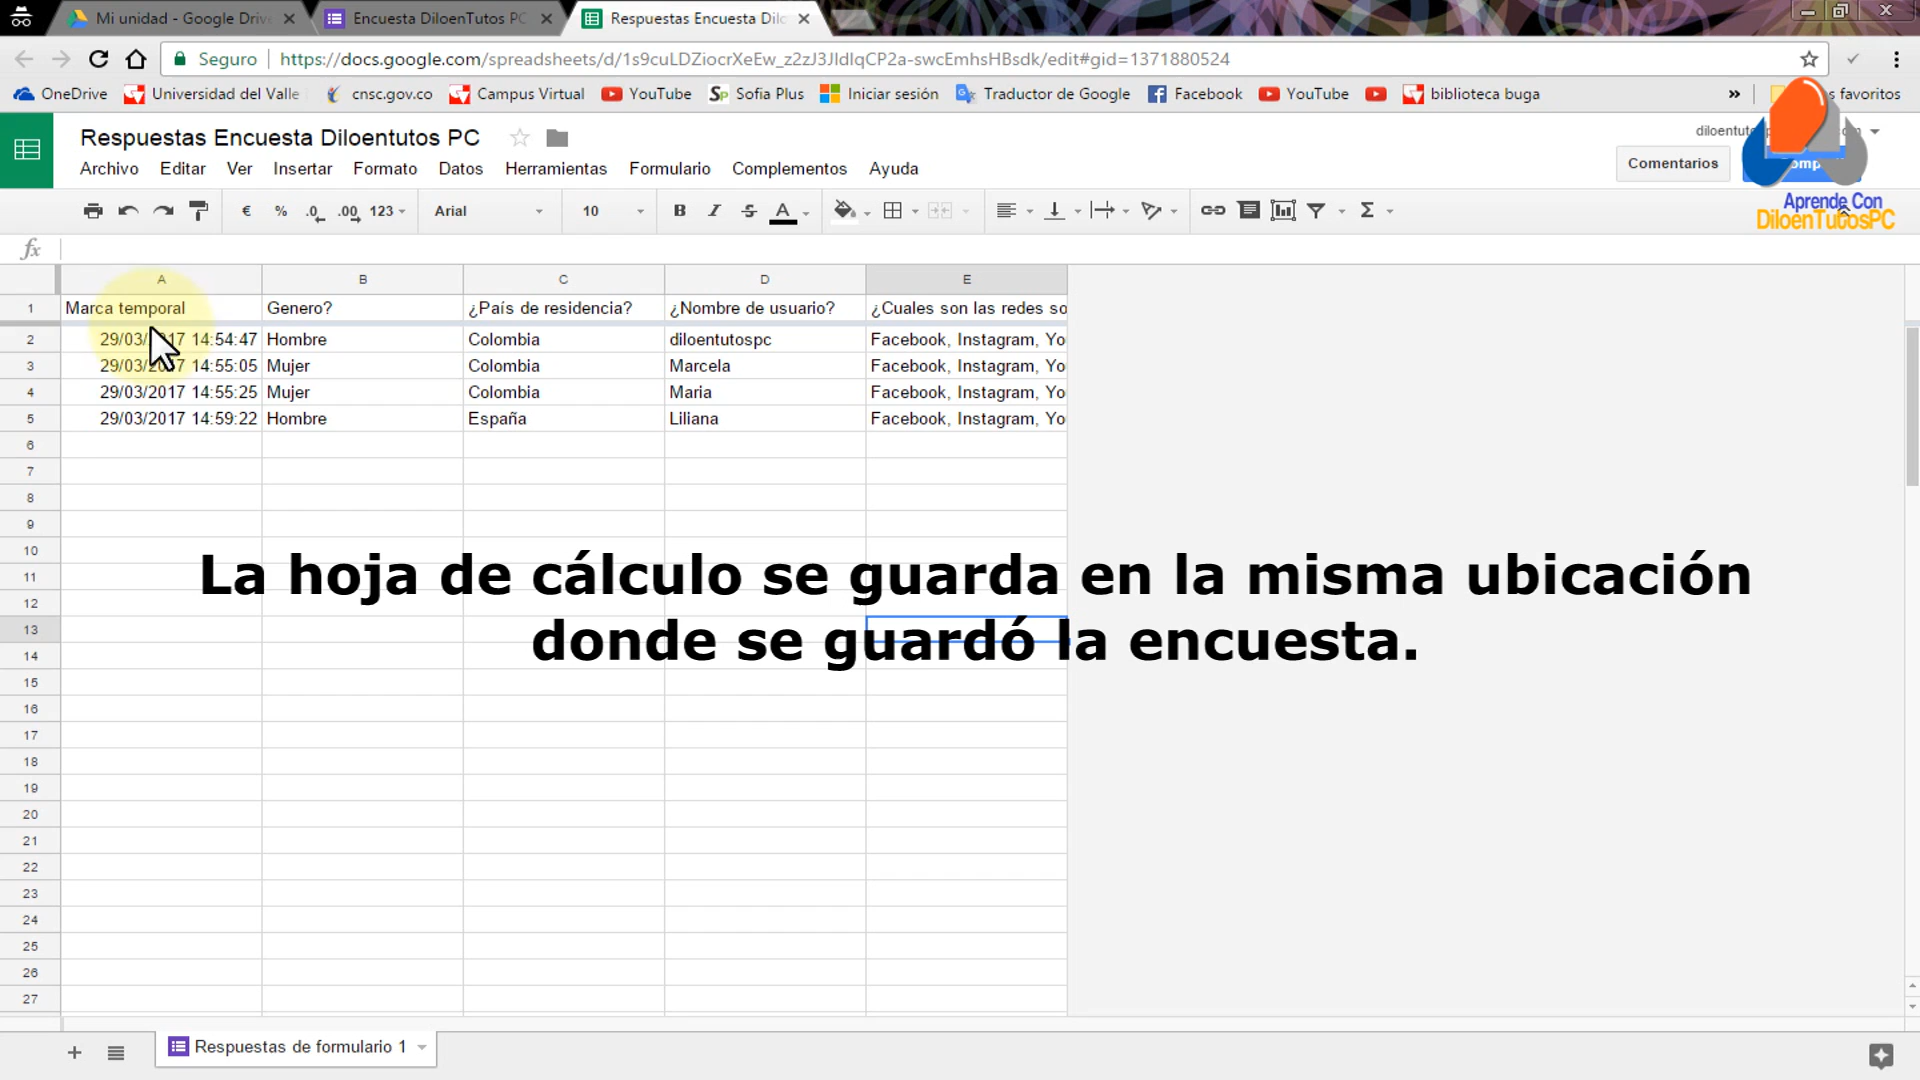 Mi unidad - Google Drive
Encuesta DiloenTutos PC
Respuestas Encuesta Dilo
Seguro
https://docs.google.com/spreadsheets/d/1s9cuLDZiocrXeEw_z2zJ3JldlqCP2a-swcEmhsHBsdk/edit#gid=1371880524
OneDrive Universidad del Valle cnsc.gov.co Campus Virtual YouTube Sofia Plus Iniciar sesión Traductor de Google Facebook YouTube biblioteca buga » favoritos
Respuestas Encuesta Diloentutos PC
Archivo Editar Ver Insertar Formato Datos Herramientas Formulario Complementos Ayuda
Comentarios
Aprende Con
DiloenTutosPC
€ % .0 .00 123 Arial 10 B I S A Σ
fx
A B C D E
1 Marca temporal Genero? ¿País de residencia? ¿Nombre de usuario? ¿Cuales son las redes so
2 29/03/2017 14:54:47 Hombre Colombia diloentutospc Facebook, Instagram, You
3 29/03/2017 14:55:05 Mujer Colombia Marcela Facebook, Instagram, You
4 29/03/2017 14:55:25 Mujer Colombia Maria Facebook, Instagram, You
5 29/03/2017 14:59:22 Hombre España Liliana Facebook, Instagram, You
6
7
8
9
10
11
12
13
14
15
16
17
18
19
20
21
22
23
24
25
26
27
La hoja de cálculo se guarda en la misma ubicación
donde se guardó la encuesta.
Respuestas de formulario 1